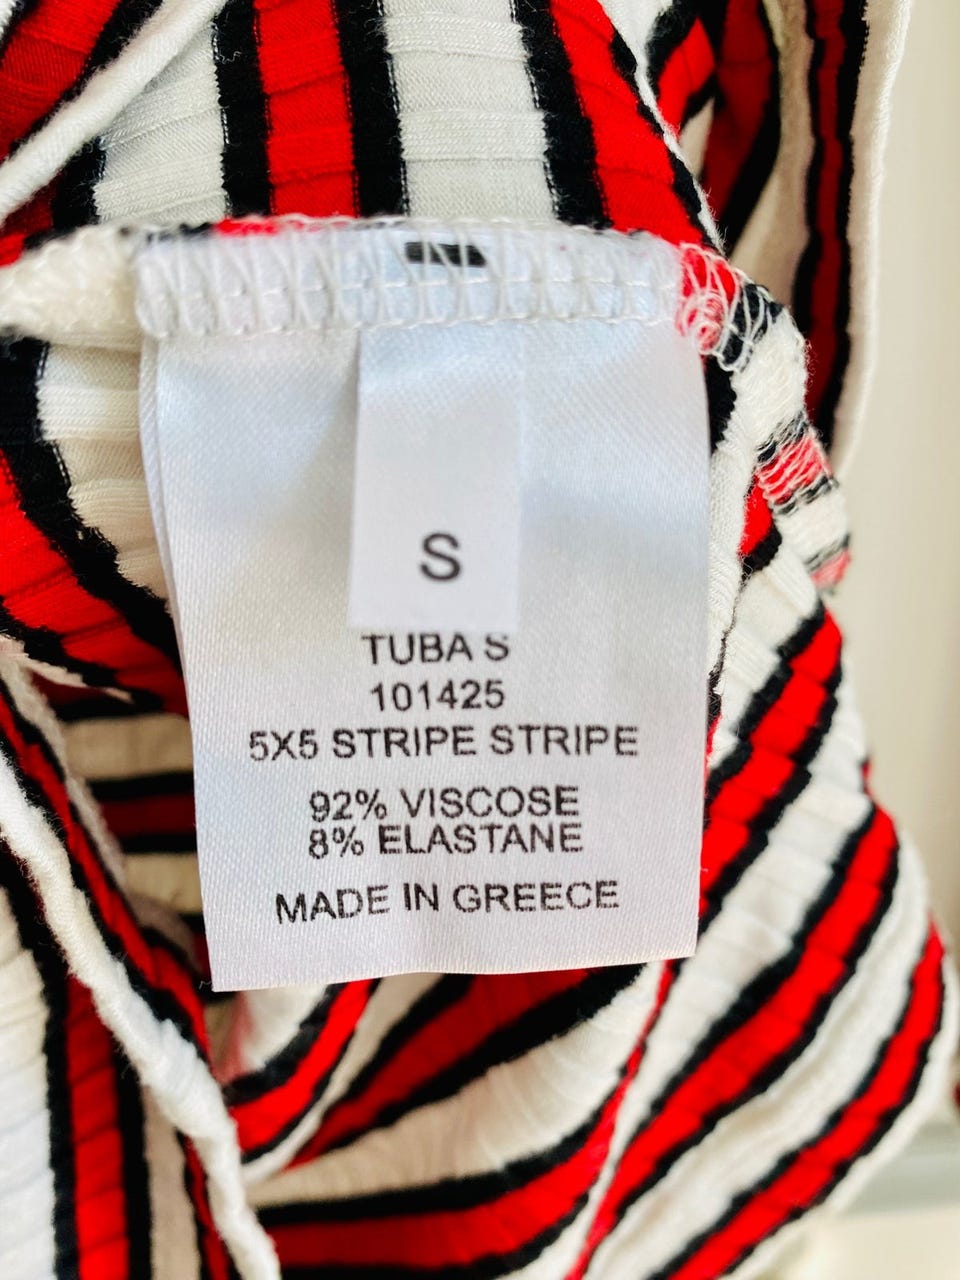 S
TUBA S
101425
5X5 STRIPE STRIPE
92% VISCOSE
8% ELASTANE
MADE IN GREECE